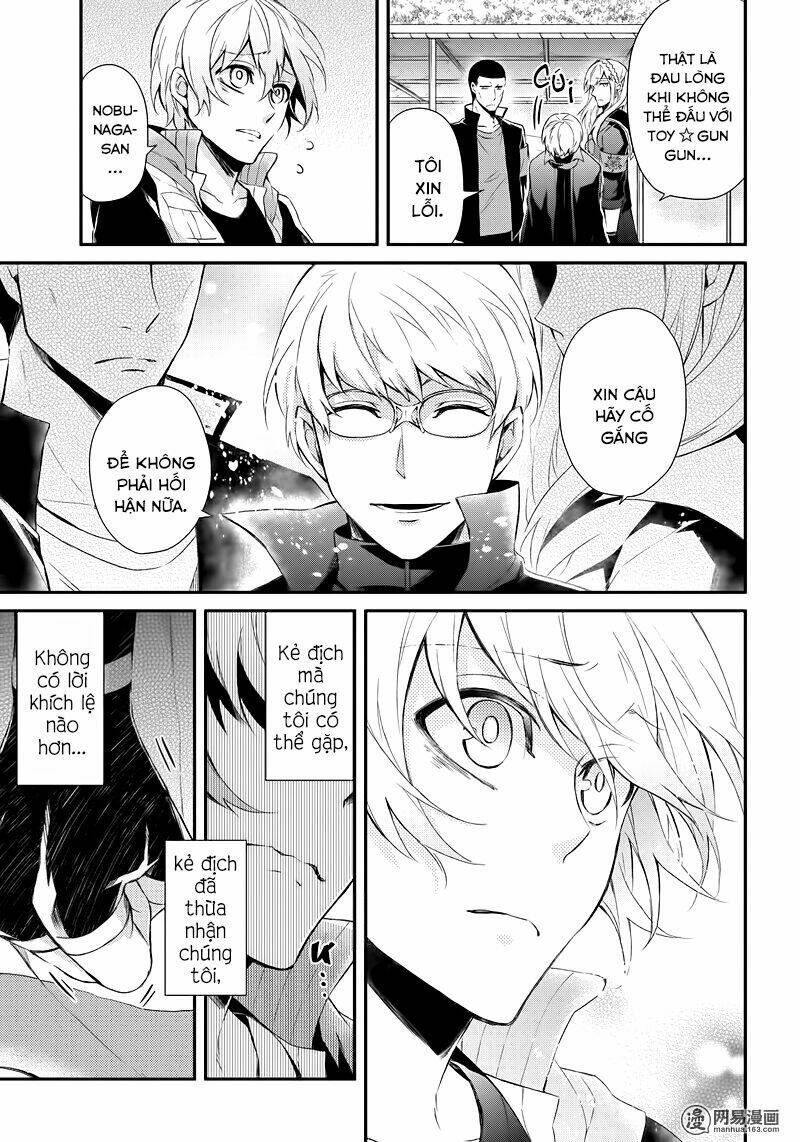 THẬT LÀ
ĐAU LÒNG
KHI KHÔNG
THỂ ĐẤU VỚI
TOY☆GUN
GUN...
CÚI
TÔI
XIN
LỖI.
NOBU-
NAGA-
SAN
...
XIN CẬU
HÃY CỐ
GẮNG
ĐỂ KHÔNG
PHẢI HỐI
HẬN NỮA.
Kẻ địch
mà
chúng
tôi có
thể gặp,
kẻ địch
đã
thừa
nhận
chúng
tôi,
Không
có lời
khích lệ
nào
hơn...
网易漫画
manhua.163.com